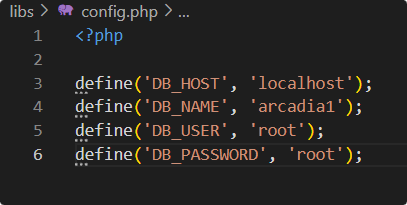 libs > config.php > ...
1 <?php
2
3 define('DB_HOST', 'localhost');
4 define('DB_NAME', 'arcadia1');
5 define('DB_USER', 'root');
6 define('DB_PASSWORD', 'root');